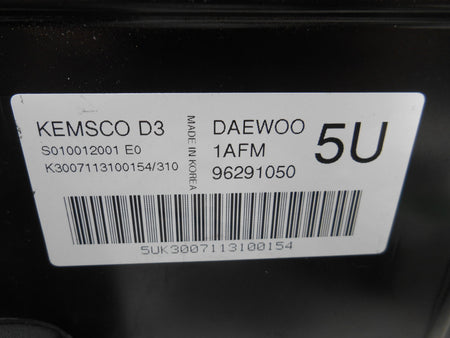 KEMSCO D3
S010012001 E0
K3007113100154/310
MADE IN KOREA
DAEWOO
1AFM
96291050
5U
5UK3007113100154